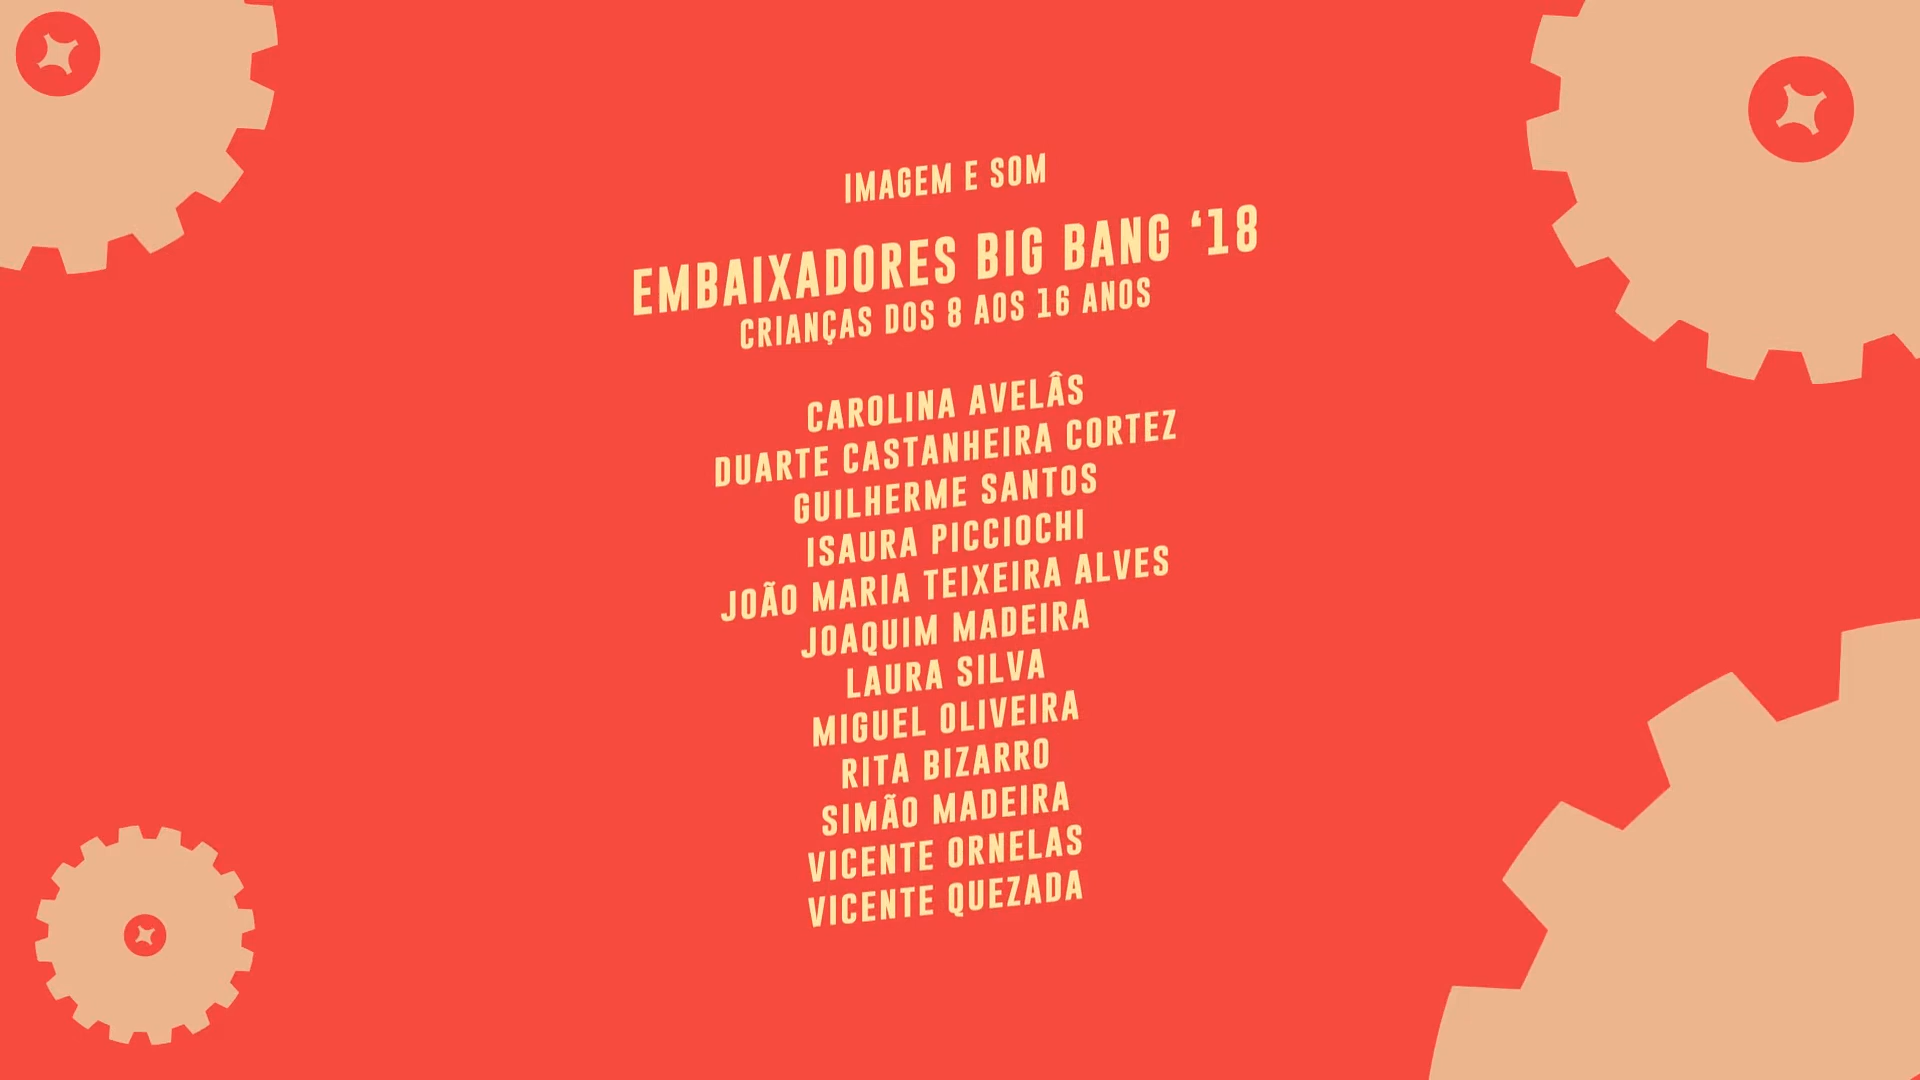 IMAGEM E SOM
EMBAIXADORES BIG BANG ‘18
CRIANÇAS DOS 8 AOS 16 ANOS
CAROLINA AVELÂS
DUARTE CASTANHEIRA CORTEZ
GUILHERME SANTOS
ISAURA PICCIOCHI
JOÃO MARIA TEIXEIRA ALVES
JOAQUIM MADEIRA
LAURA SILVA
MIGUEL OLIVEIRA
RITA BIZARRO
SIMÃO MADEIRA
VICENTE ORNELAS
VICENTE QUEZADA